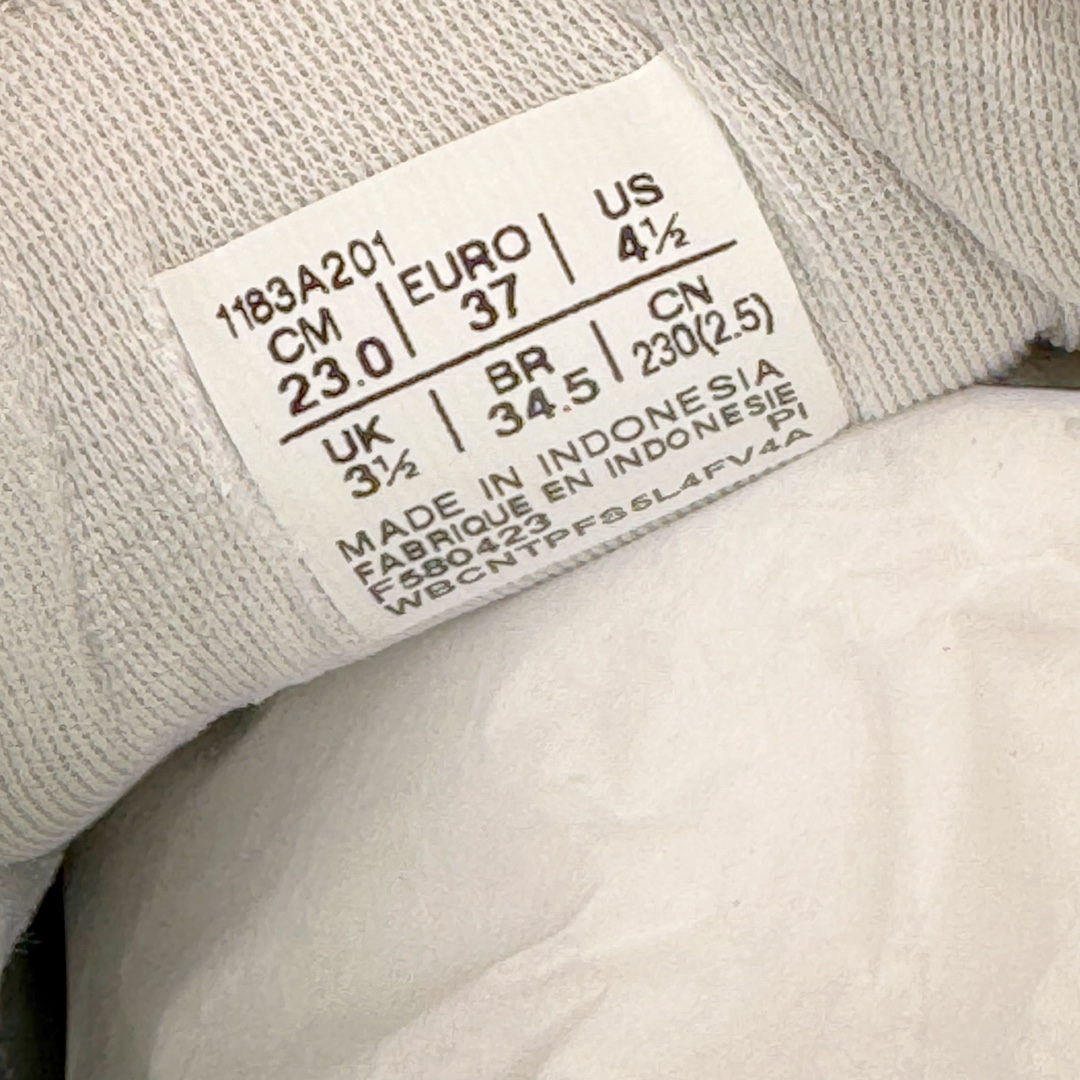 1183A201
CM | EURO | US
23.0 | 37 | 4½
UK | BR | CN
3½ | 34.5 | 230(2.5)
MADE IN INDONESIA
FABRIQUE EN INDONESIE
F580423 PI
WBCNTPF86L4FV4A